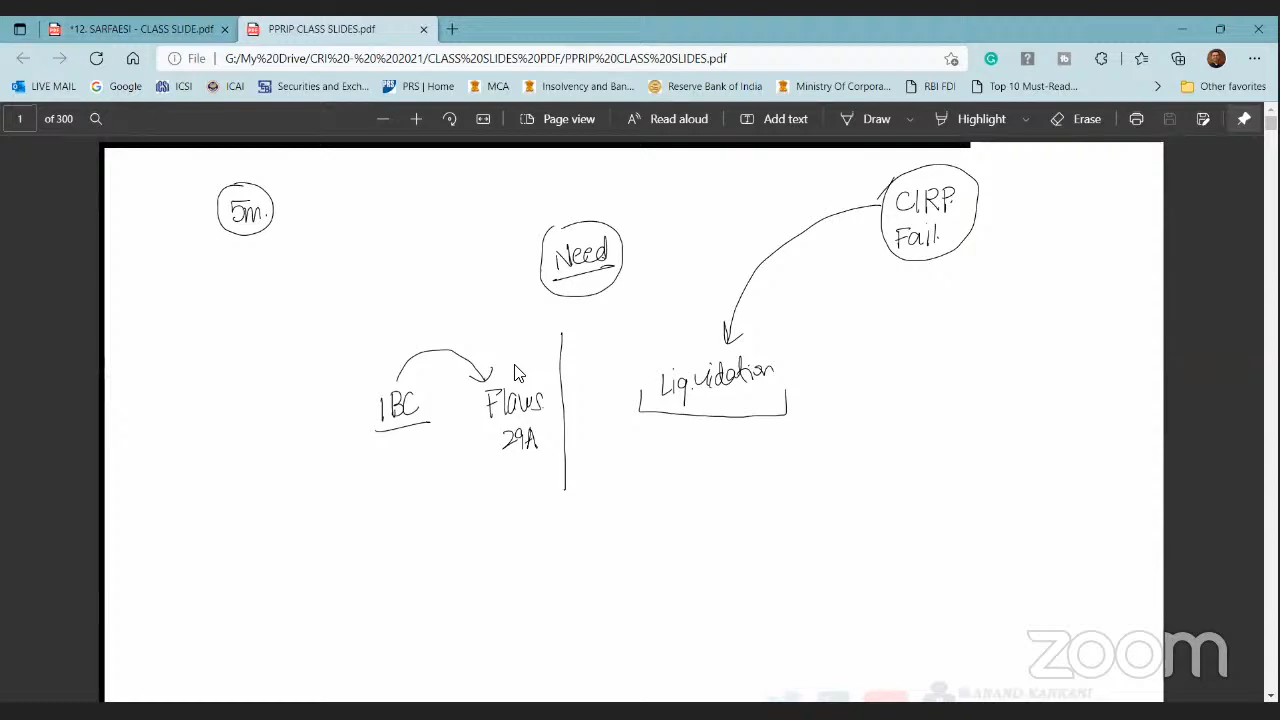 *12. SARFAESI - CLASS SLIDE.pdf
PPRIP CLASS SLIDES.pdf
File
G:/My%20Drive/CRI%20-%20%202021/CLASS%20SLIDES%20PDF/PPRIP%20CLASS%20SLIDES.pdf
LIVE MAIL
Google
ICSI
ICAI
Securities and Exch...
PRS | Home
MCA
Insolvency and Ban...
Reserve Bank of India
Ministry Of Corpora...
RBI FDI
Top 10 Must-Read...
Other favorites
1 of 300
Page view
Read aloud
Add text
Draw
Highlight
Erase
5m.
Need
CIRP
Fail.
IBC
Flaws
29A
Liquidation
zoom
ANAND KANKANI